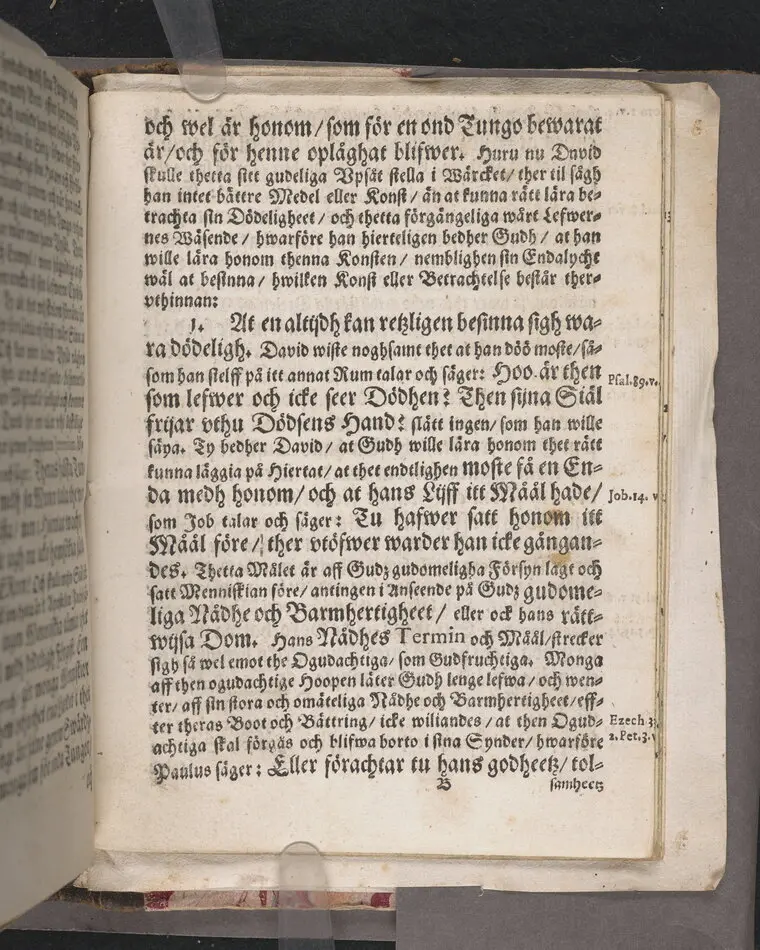 och wel är honom/som för en ond Tungo bewarat
är/och för henne opläghat blifwer. Huru nu David
skulle thetta sitt gudeliga Vpsåt stella i Wärcket/ ther til sågh
han intet bättre Medel eller Konst/ än at kunna rätt lära be-
trachta sin Dödeligheet/ och thetta förgängeliga wårt Lefwer-
nes Wäsende/ hwarföre han hierteligen bedher Gudh/ at han
wille lära honom thenna Konsten/ nemblighen sin Endalycht
wäl at besinna/ hwilken Konst eller Betrachtelse består ther-
vthinnan:
1. At en altijdh kan retzligen besinna sigh wa-
ra dödeligh. David wiste noghsamt thet at han döö moste/så-
som han sielff på itt annat Rum talar och säger: Hoo är then
Psal.89.v.
som lefwer och icke seer Dödhen? Then sijna Siäl
frijar vthu Dödsens Hand? slätt ingen/som han wille
säya. Ty bedher David/ at Gudh wille lära honom thet rätt
kunna läggia på Hiertat/at thet endtlighen moste få en En-
da medh honom/och at hans Lijff itt Määl hade/
Job.14. v
som Job talar och säger: Tu hafwer satt honom itt
Määl före/ ther vtöfwer warder han icke gångan-
des. Thetta Målet är aff Gudz gudomeligha Försyn lagt och
satt Menniskian före/antingen i Anseende på Gudz gudome-
liga Nådhe och Barmhertigheet/ eller ock hans rätt-
wijsa Dom. Hans Nådhes Termin och Määl/strecker
sigh så wel emot the Ogudachtiga/som Gudfruchtiga. Monga
aff then ogudachtige Hoopen låter Gudh lenge lefwa/och wen-
ter/aff sin stora och omäteliga Nådhe och Barmhertigheet/eff-
ter theras Boot och Bättring/ icke wiliandes/at then Ogud-
Ezech 3
achtiga skal förgås och blifwa borto i sina Synder/hwarföre
2.Pet.3.v
Paulus säger: Eller förachtar tu hans godheetz/tol-
B samheetz